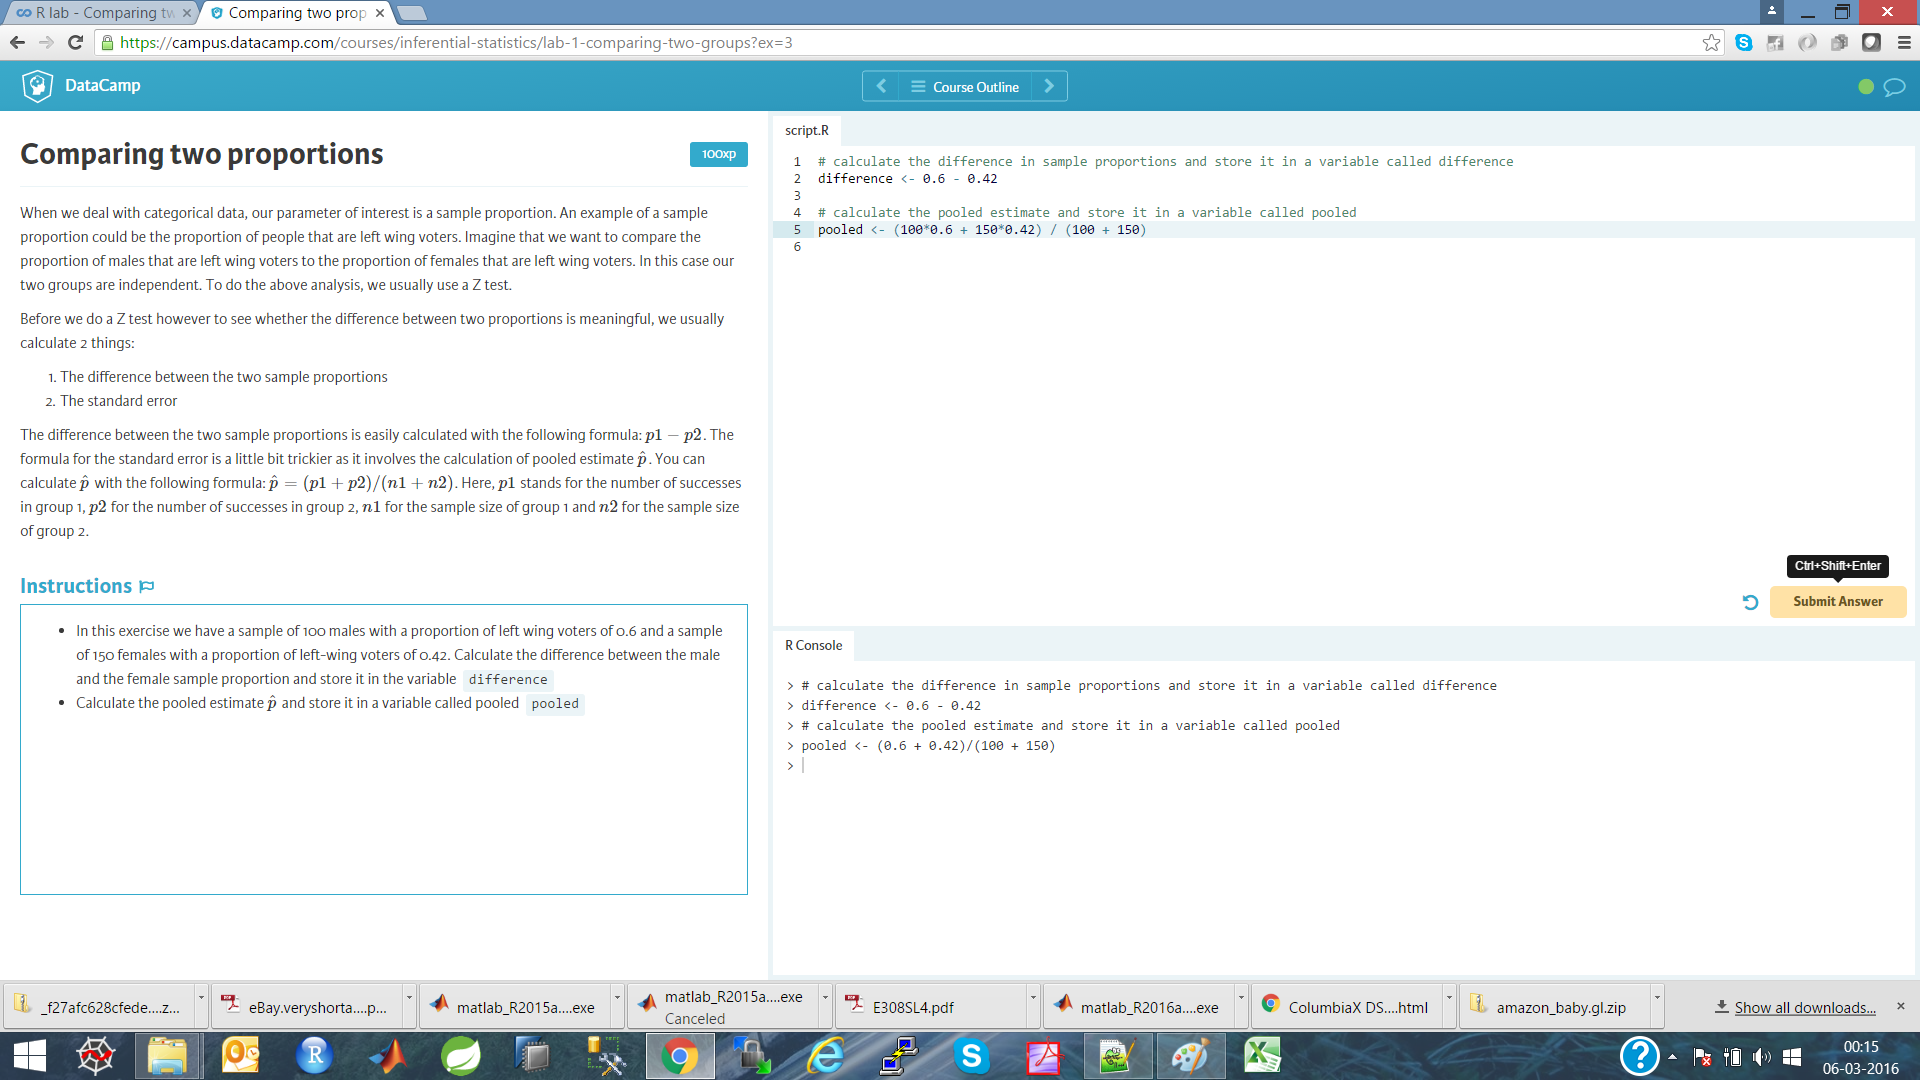 R lab - Comparing tw
Comparing two prop
https://campus.datacamp.com/courses/inferential-statistics/lab-1-comparing-two-groups?ex=3
DataCamp
Course Outline
Comparing two proportions
100xp
When we deal with categorical data, our parameter of interest is a sample proportion. An example of a sample
proportion could be the proportion of people that are left wing voters. Imagine that we want to compare the
proportion of males that are left wing voters to the proportion of females that are left wing voters. In this case our
two groups are independent. To do the above analysis, we usually use a Z test.
Before we do a Z test however to see whether the difference between two proportions is meaningful, we usually
calculate 2 things:
1. The difference between the two sample proportions
2. The standard error
The difference between the two sample proportions is easily calculated with the following formula: p1 − p2. The
formula for the standard error is a little bit trickier as it involves the calculation of pooled estimate p̂. You can
calculate p̂ with the following formula: p̂ = (p1 + p2)/(n1 + n2). Here, p1 stands for the number of successes
in group 1, p2 for the number of successes in group 2, n1 for the sample size of group 1 and n2 for the sample size
of group 2.
Instructions
• In this exercise we have a sample of 100 males with a proportion of left wing voters of 0.6 and a sample
of 150 females with a proportion of left-wing voters of 0.42. Calculate the difference between the male
and the female sample proportion and store it in the variable difference
• Calculate the pooled estimate p̂ and store it in a variable called pooled pooled
script.R
1 # calculate the difference in sample proportions and store it in a variable called difference
2 difference <- 0.6 - 0.42
3
4 # calculate the pooled estimate and store it in a variable called pooled
5 pooled <- (100*0.6 + 150*0.42) / (100 + 150)
6
Ctrl+Shift+Enter
Submit Answer
R Console
> # calculate the difference in sample proportions and store it in a variable called difference
> difference <- 0.6 - 0.42
> # calculate the pooled estimate and store it in a variable called pooled
> pooled <- (0.6 + 0.42)/(100 + 150)
>
_f27afc628cfede....z...
eBay.veryshorta....p...
matlab_R2015a....exe
matlab_R2015a....exe
Canceled
E308SL4.pdf
matlab_R2016a....exe
ColumbiaX DS....html
amazon_baby.gl.zip
Show all downloads...
00:15
06-03-2016